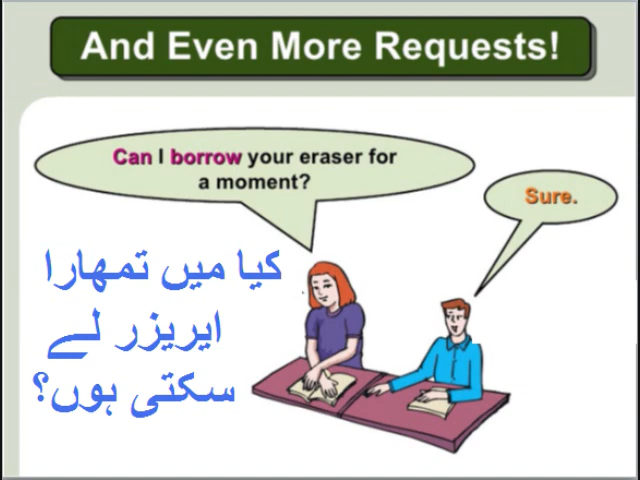 And Even More Requests!
Can I borrow your eraser for
a moment?
Sure.
کیا میں تمھارا
ایریزر لے
سکتی ہوں؟